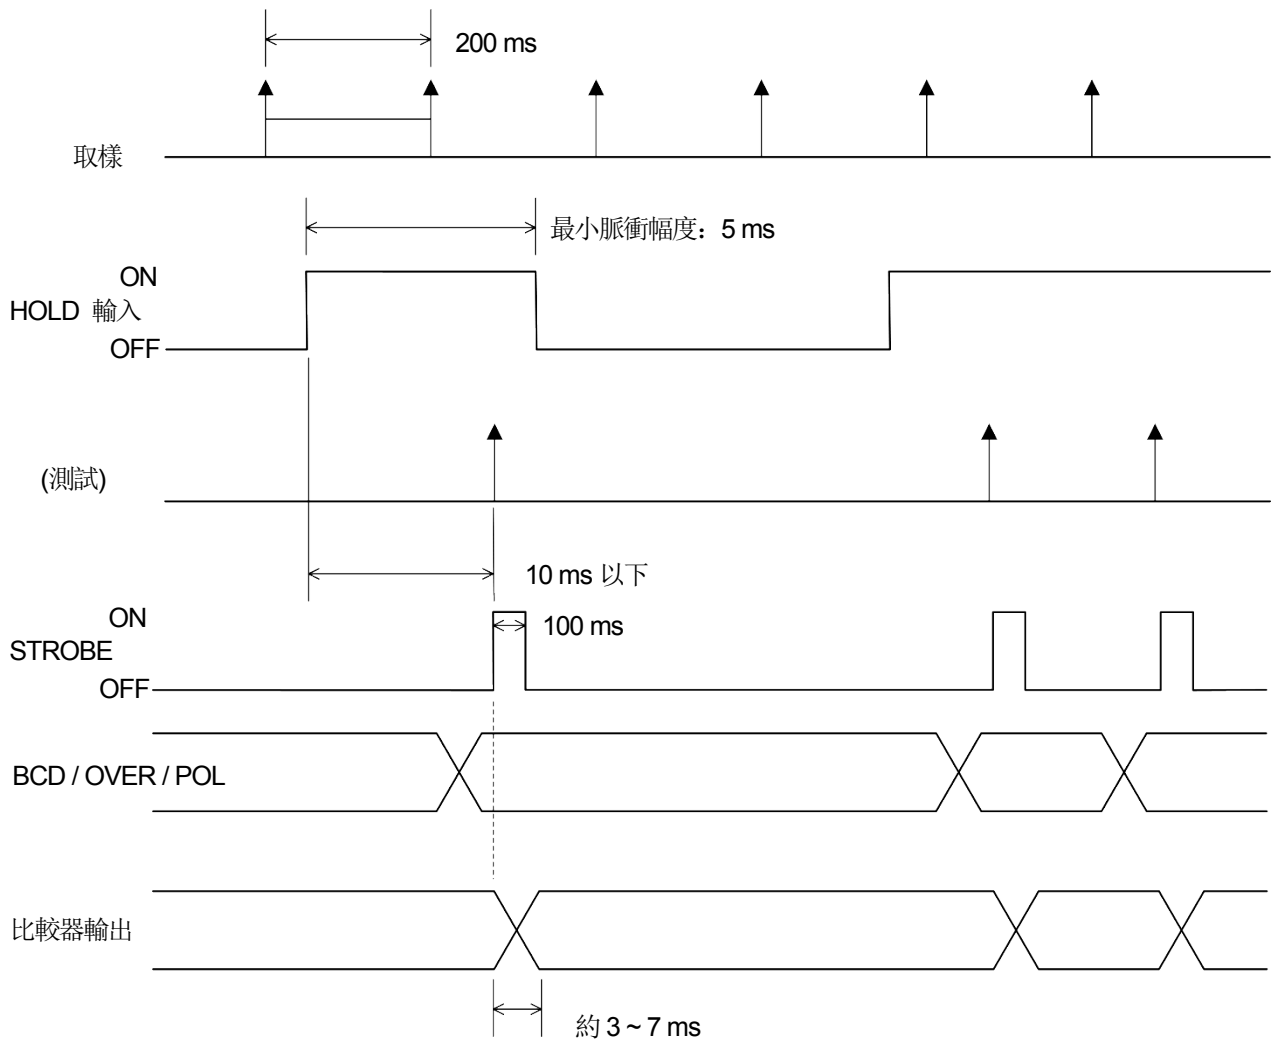 200 ms
取樣
最小脈衝幅度：5 ms
ON
HOLD 輸入
OFF
(測試)
10 ms 以下
ON
100 ms
STROBE
OFF
BCD / OVER / POL
比較器輸出
約 3 ~ 7 ms